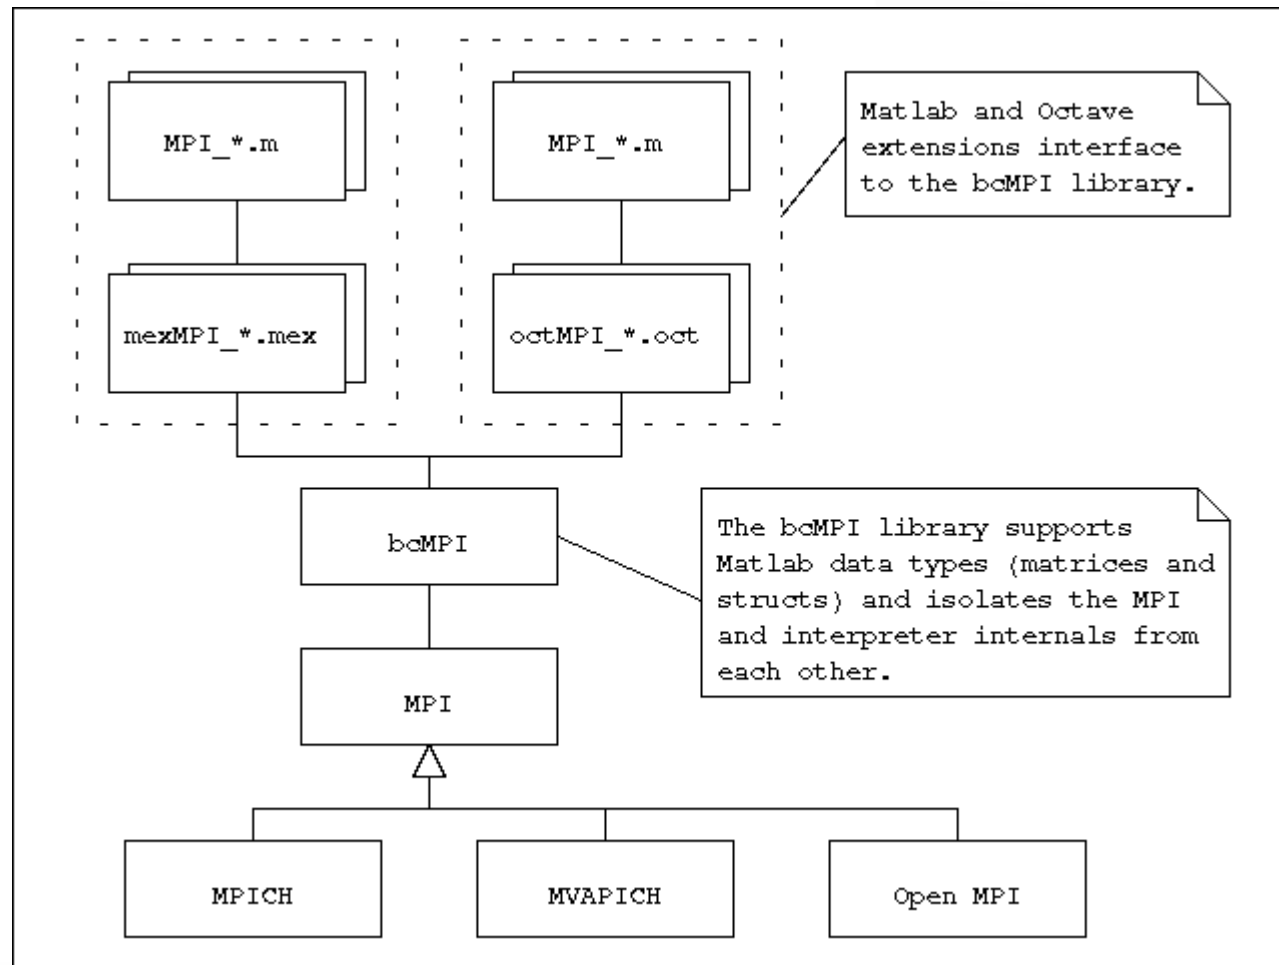 MPI_*.m
MPI_*.m
Matlab and Octave
extensions interface
to the bcMPI library.
mexMPI_*.mex
octMPI_*.oct
bcMPI
The bcMPI library supports
Matlab data types (matrices and
structs) and isolates the MPI
and interpreter internals from
each other.
MPI
MPICH
MVAPICH
Open MPI